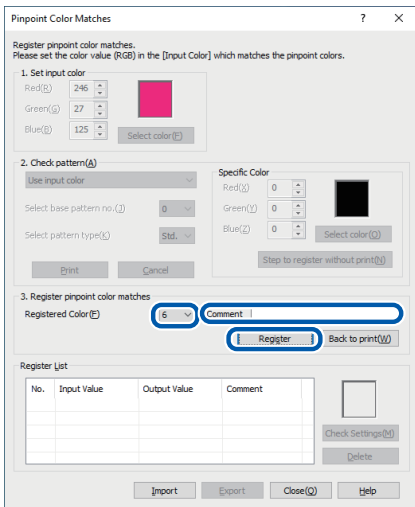 Pinpoint Color Matches ? ×
Register pinpoint color matches.
Please set the color value (RGB) in the [Input Color] which matches the pinpoint colors.
1. Set input color
Red(R) 246
Green(G) 27
Blue(B) 125 Select color(F)
2. Check pattern(A)
Use input color
Select base pattern no.(J) 0
Select pattern type(K) Std.
Print Cancel
Specific Color
Red(X) 0
Green(Y) 0
Blue(Z) 0 Select color(O)
Step to register without print(N)
3. Register pinpoint color matches
Registered Color(E) 6 Comment
Register Back to print(W)
Register List
No. Input Value Output Value Comment
Check Settings(M)
Delete
Import Export Close(Q) Help